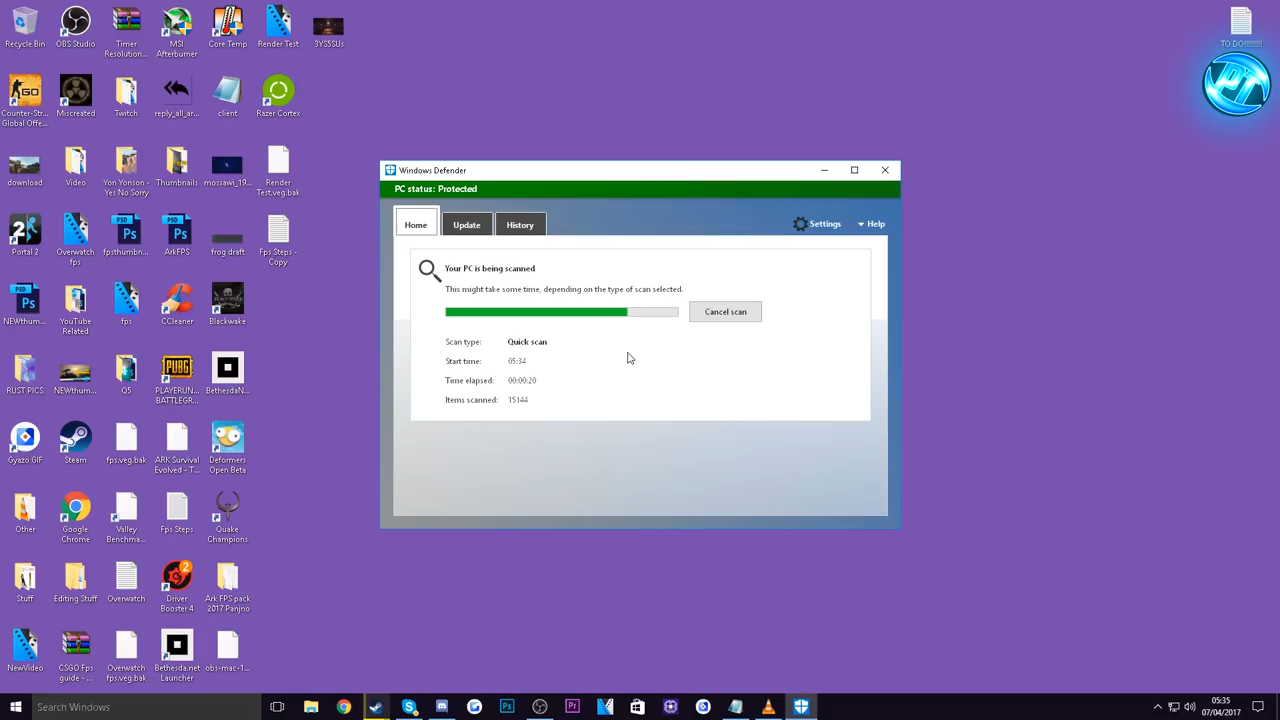 Recycle Bin
OBS Studio
Timer
Resolution...
MSI
Afterburner
Core Temp
Render Test
3YS5SUs
TO DO
Counter-Str...
Global Offe...
Miscreated
Twitch
reply_all_ar...
client
Razer Cortex
download
Video
Yon Yonson -
Yes No Sorry
Thumbnails
mossawi_19...
Render
Test.veg.bak
Portal 2
Overwatch
fps
fpsthumbn...
ArkFPS
frog draft
Fps Steps -
Copy
NEWthum...
YouTube
Related
fps
CCleaner
Blackwake
RUST PICS
NEWthum...
Q5
PLAYERUN...
BATTLEGR...
BethesdaN...
Gyazo GIF
Steam
fps.veg.bak
ARK Survival
Evolved - T...
Deformers
Open Beta
Other
Google
Chrome
Valley
Benchma...
Fps Steps
Quake
Champions
Stuff
Editing Stuff
Overwatch
Driver
Booster 4
Ark FPS pack
2017 Panjno
NewVideo
CSGO Fps
guide - ...
Overwatch
fps.veg.bak
Bethesda.net
Launcher
obs-mac-1...
Windows Defender
PC status: Protected
Home
Update
History
Settings
Help
Your PC is being scanned
This might take some time, depending on the type of scan selected.
Cancel scan
Scan type: Quick scan
Start time: 05:34
Time elapsed: 00:00:20
Items scanned: 15144
Search Windows
05:35
07/04/2017